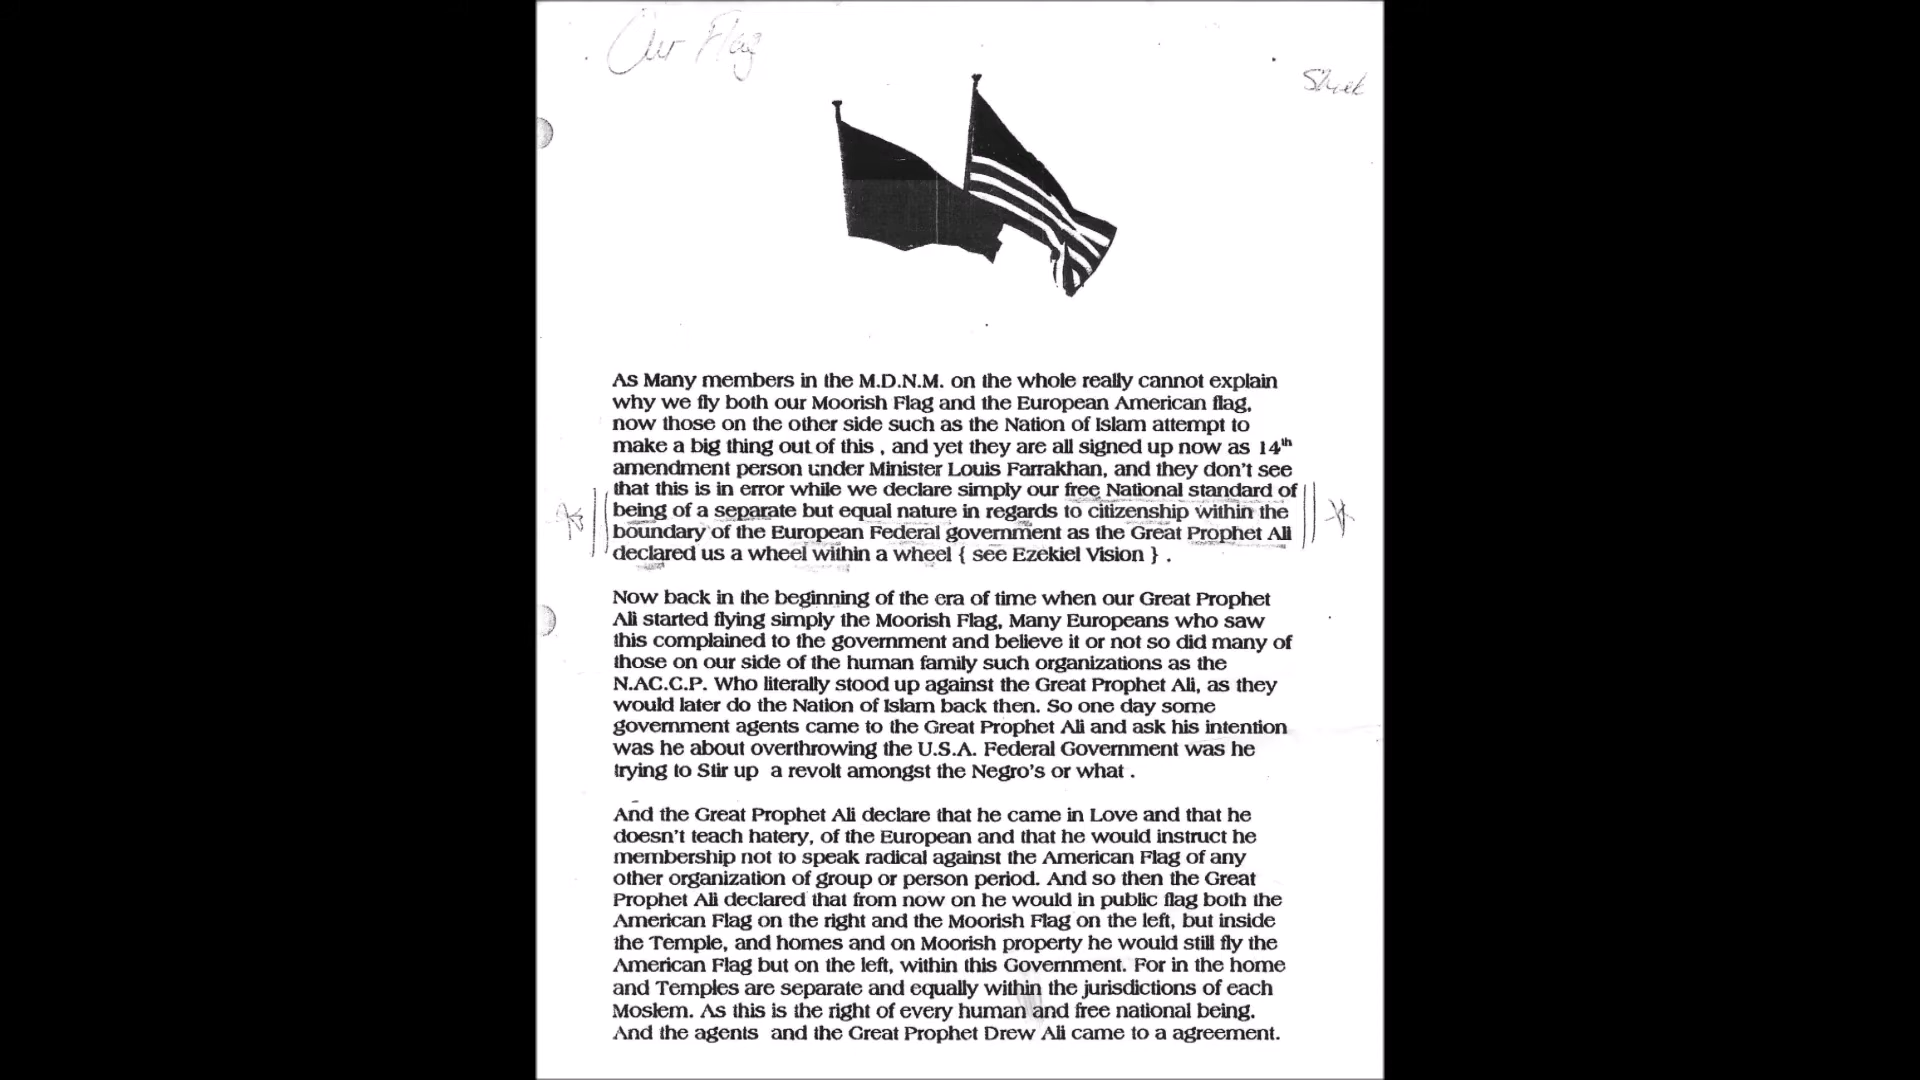 Our Flag
As Many members in the M.D.N.M. on the whole really cannot explain
why we fly both our Moorish Flag and the European American flag,
now those on the other side such as the Nation of Islam attempt to
make a big thing out of this , and yet they are all signed up now as 14th
amendment person under Minister Louis Farrakhan, and they don't see
that this is in error while we declare simply our free National standard of
being of a separate but equal nature in regards to citizenship within the
boundary of the European Federal government as the Great Prophet Ali
declared us a wheel within a wheel { see Ezekiel Vision } .
Now back in the beginning of the era of time when our Great Prophet
Ali started flying simply the Moorish Flag, Many Europeans who saw
this complained to the government and believe it or not so did many of
those on our side of the human family such organizations as the
N.AC.C.P. Who literally stood up against the Great Prophet Ali, as they
would later do the Nation of Islam back then. So one day some
government agents came to the Great Prophet Ali and ask his intention
was he about overthrowing the U.S.A. Federal Government was he
trying to Stir up a revolt amongst the Negro's or what .
And the Great Prophet Ali declare that he came in Love and that he
doesn't teach hatery, of the European and that he would instruct he
membership not to speak radical against the American Flag of any
other organization of group or person period. And so then the Great
Prophet Ali declared that from now on he would in public flag both the
American Flag on the right and the Moorish Flag on the left, but inside
the Temple, and homes and on Moorish property he would still fly the
American Flag but on the left, within this Government. For in the home
and Temples are separate and equally within the jurisdictions of each
Moslem. As this is the right of every human and free national being.
And the agents and the Great Prophet Drew Ali came to a agreement.